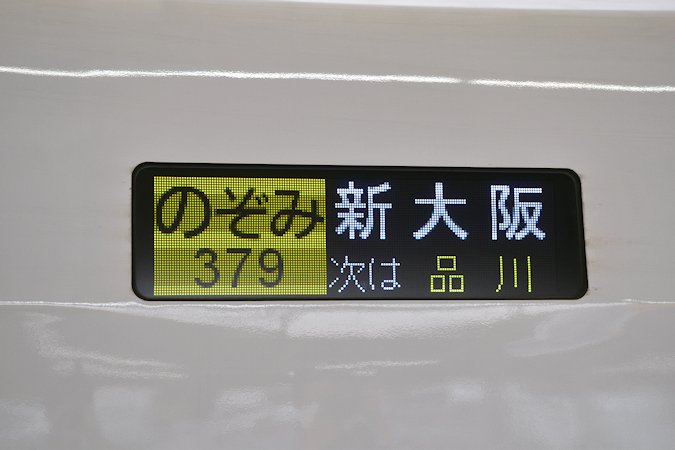 のぞみ 新大阪
379 次は 品川